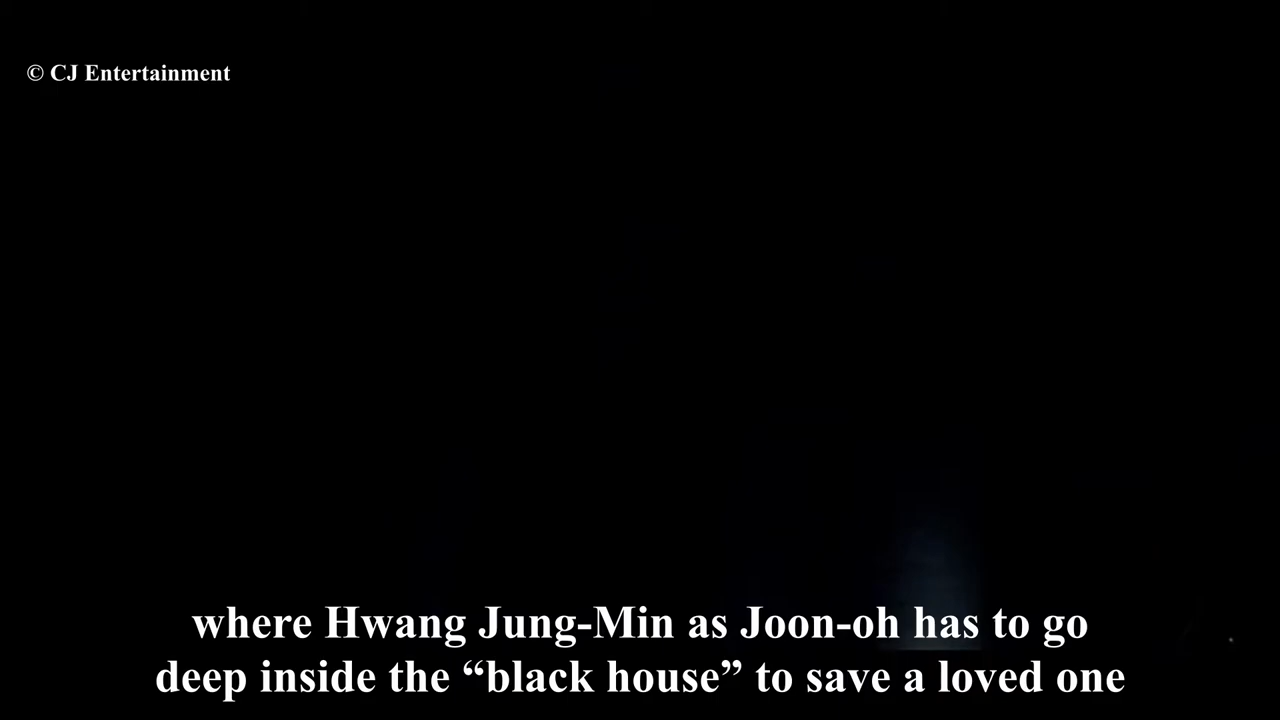 © CJ Entertainment
where Hwang Jung-Min as Joon-oh has to go
deep inside the “black house” to save a loved one